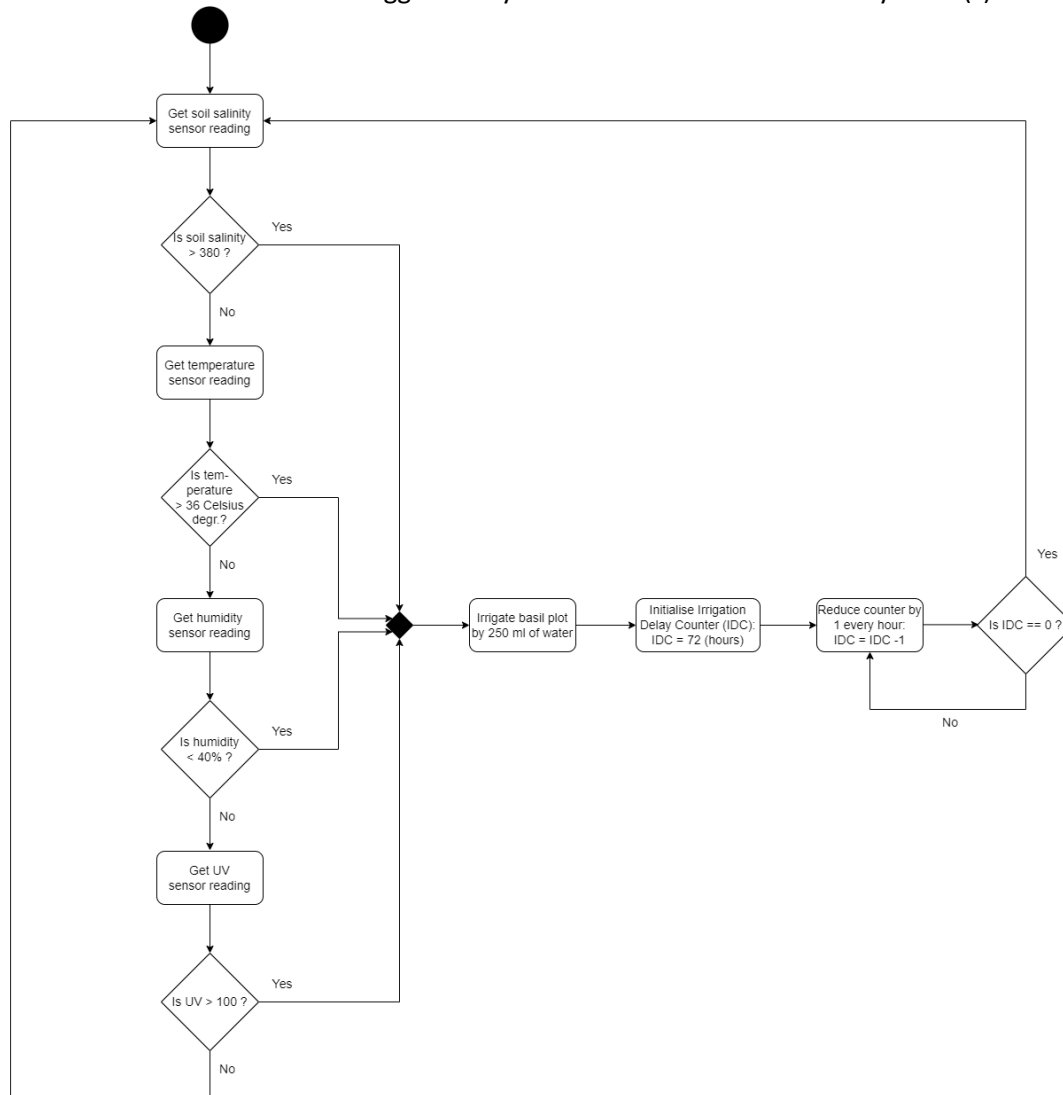 Get soil salinity
sensor reading
Is soil salinity
> 380 ?
Yes
No
Get temperature
sensor reading
Is tem-
perature
> 36 Celsius
degr.?
Yes
No
Get humidity
sensor reading
Is humidity
< 40% ?
Yes
No
Get UV
sensor reading
Is UV > 100 ?
Yes
No
Irrigate basil plot
by 250 ml of water
Initialise Irrigation
Delay Counter (IDC):
IDC = 72 (hours)
Reduce counter by
1 every hour:
IDC = IDC -1
Is IDC == 0 ?
Yes
No